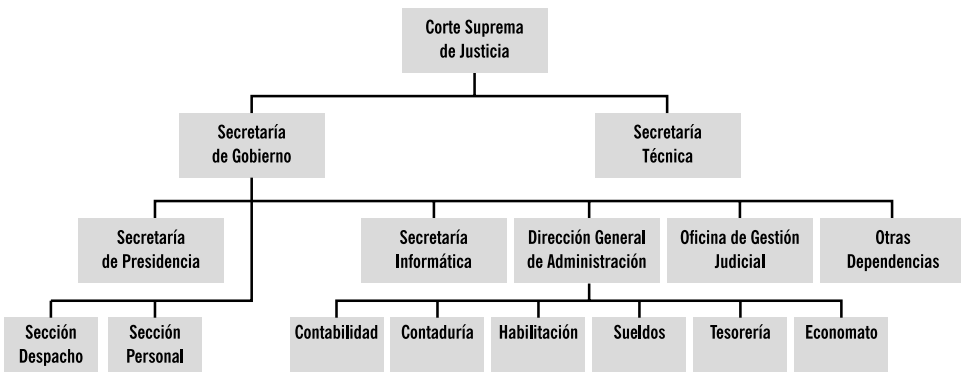 Corte Suprema
de Justicia
Secretaría
de Gobierno
Secretaría
Técnica
Secretaría
de Presidencia
Secretaría
Informática
Dirección General
de Administración
Oficina de Gestión
Judicial
Otras
Dependencias
Sección
Despacho
Sección
Personal
Contabilidad
Contaduría
Habilitación
Sueldos
Tesorería
Economato